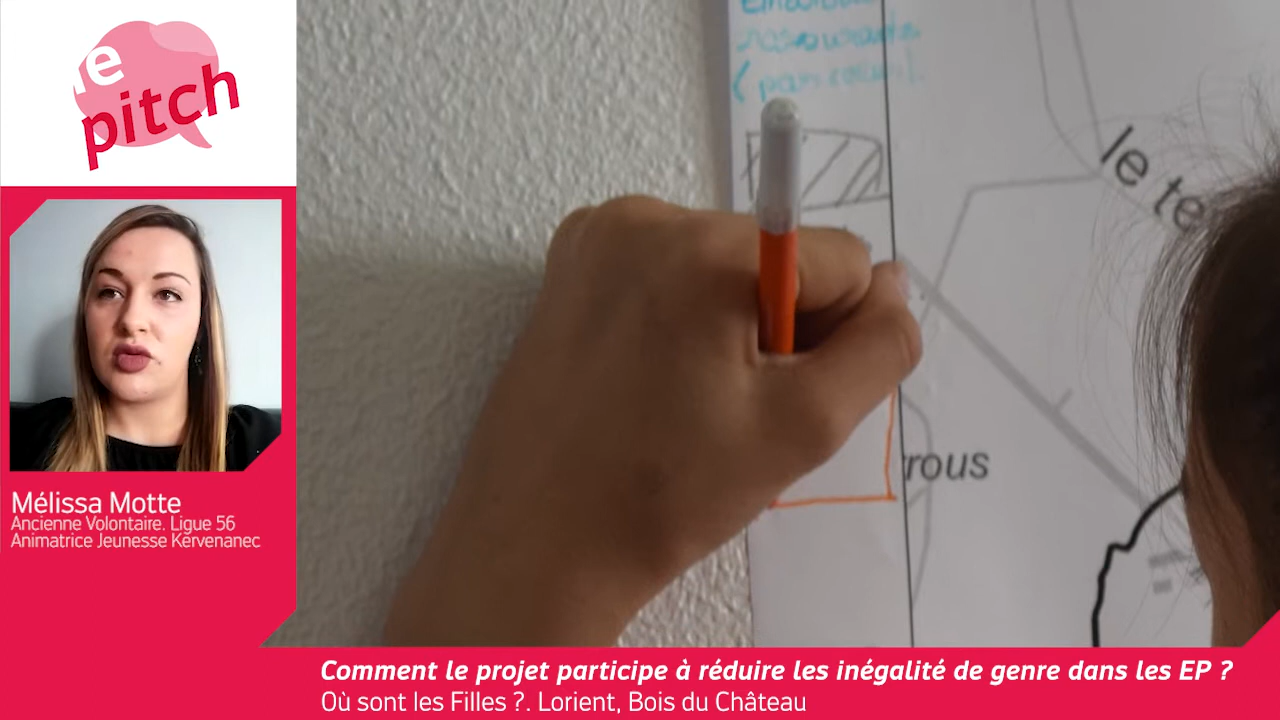 le
pitch
Mélissa Motte
Ancienne Volontaire. Ligue 56
Animatrice Jeunesse Kervenanec
le te
rous
Comment le projet participe à réduire les inégalité de genre dans les EP ?
Où sont les Filles ?. Lorient, Bois du Château